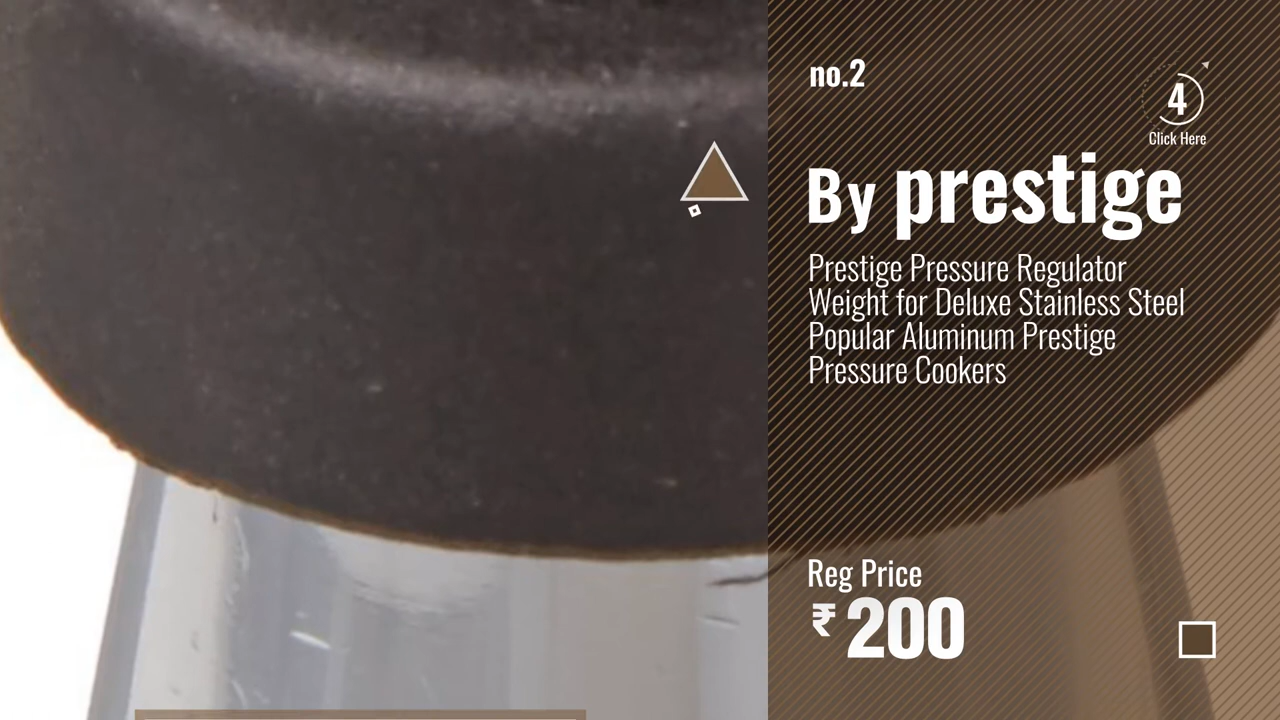 no.2
4
Click Here
By prestige
Prestige Pressure Regulator
Weight for Deluxe Stainless Steel
Popular Aluminum Prestige
Pressure Cookers
Reg Price
₹200